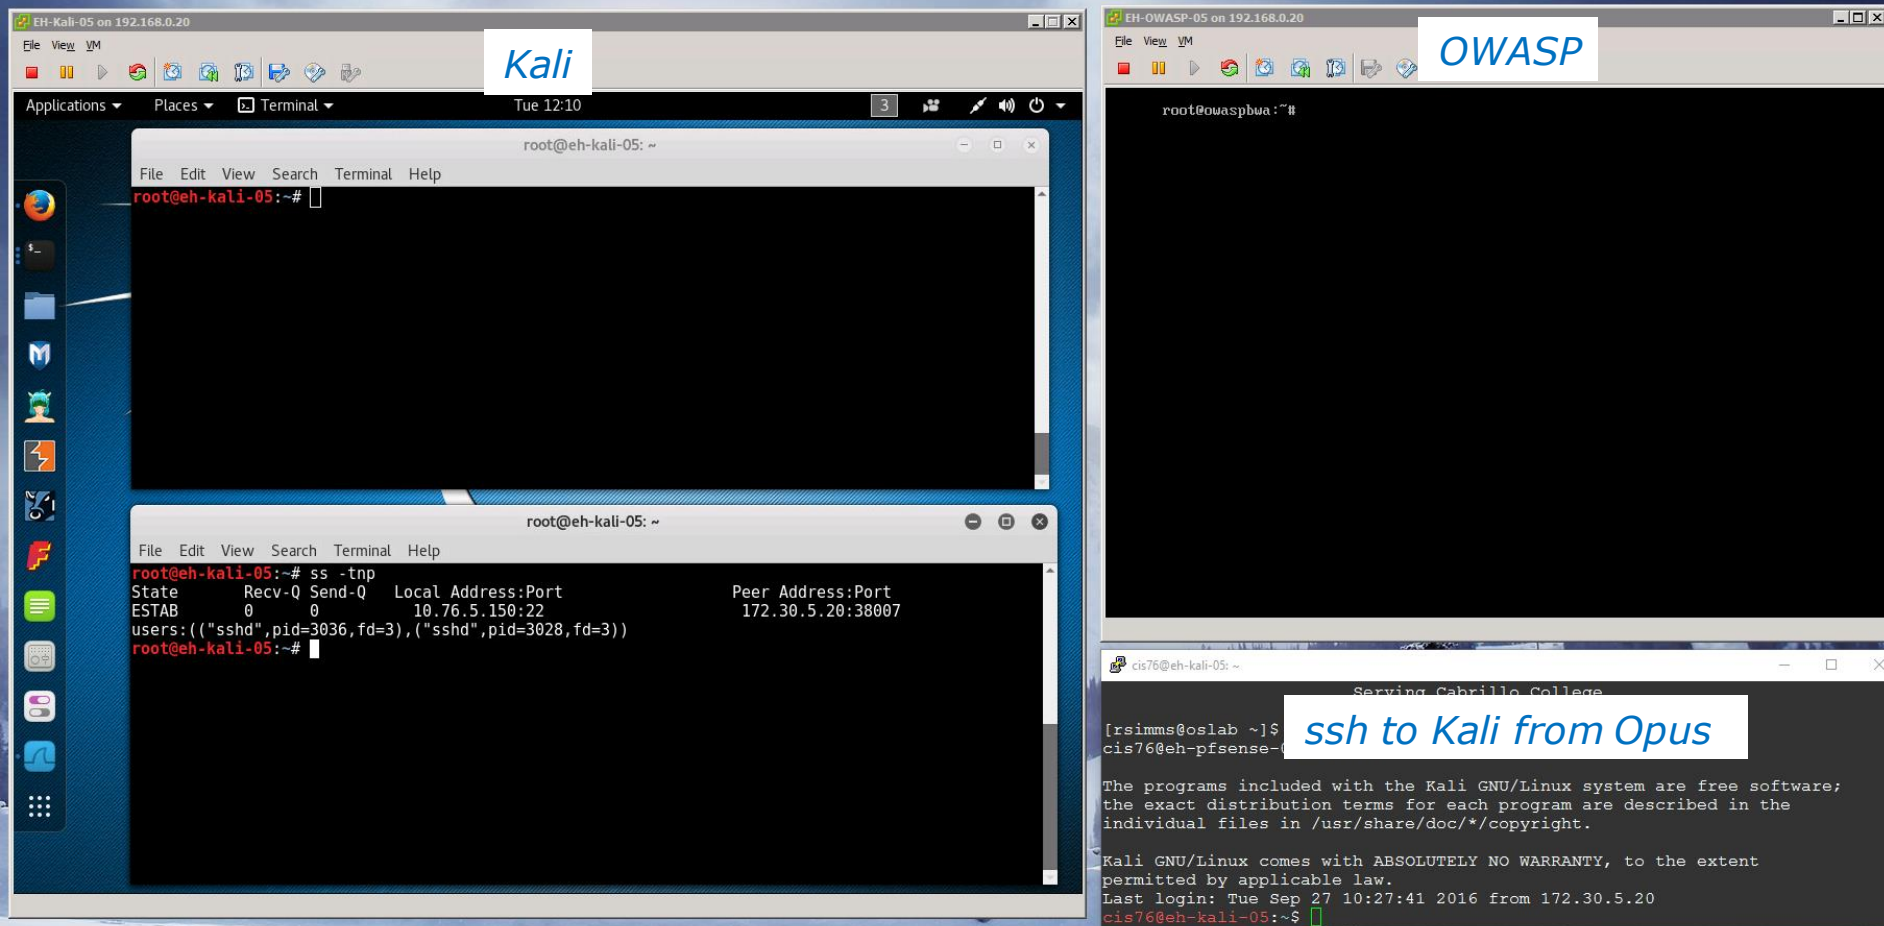 EH-Kali-05 on 192.168.0.20
File View VM
Kali
Applications Places Terminal Tue 12:10 3
root@eh-kali-05: ~
File Edit View Search Terminal Help
root@eh-kali-05:~#
$_
root@eh-kali-05: ~
File Edit View Search Terminal Help
root@eh-kali-05:~# ss -tnp
State Recv-Q Send-Q Local Address:Port Peer Address:Port
ESTAB 0 0 10.76.5.150:22 172.30.5.20:38007
users:(("sshd",pid=3036,fd=3),("sshd",pid=3028,fd=3))
root@eh-kali-05:~#
EH-OWASP-05 on 192.168.0.20
File View VM
OWASP
root@owaspbwa:~#
cis76@eh-kali-05: ~
Serving Cabrillo College
[rsimms@oslab ~]$
ssh to Kali from Opus
cis76@eh-pfsense-
The programs included with the Kali GNU/Linux system are free software;
the exact distribution terms for each program are described in the
individual files in /usr/share/doc/*/copyright.
Kali GNU/Linux comes with ABSOLUTELY NO WARRANTY, to the extent
permitted by applicable law.
Last login: Tue Sep 27 10:27:41 2016 from 172.30.5.20
cis76@eh-kali-05:~$